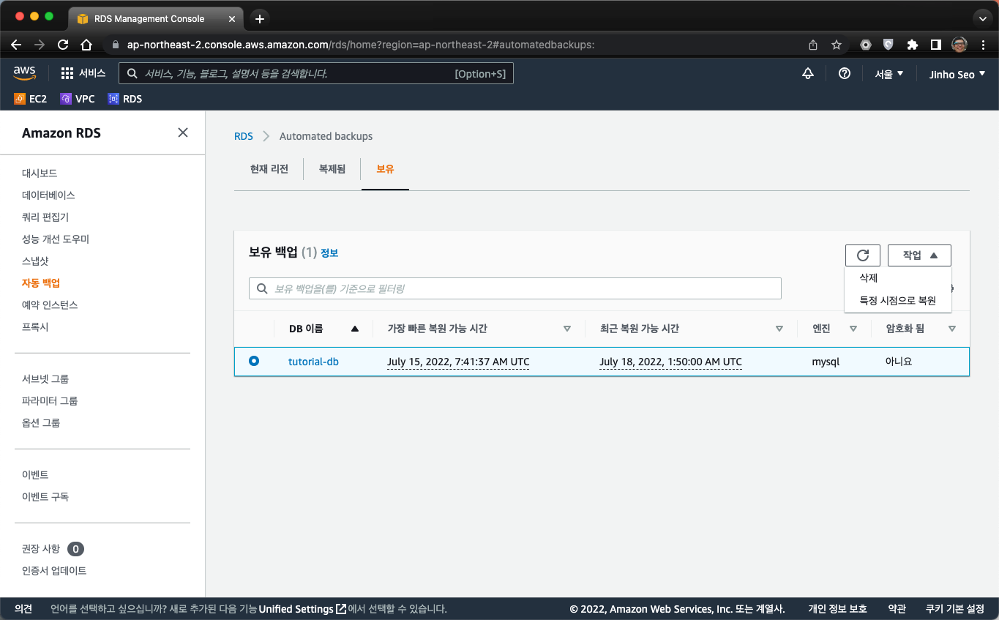 RDS Management Console
ap-northeast-2.console.aws.amazon.com/rds/home?region=ap-northeast-2#automatedbackups:
aws 서비스 서비스, 기능, 블로그, 설명서 등을 검색합니다. [Option+S] 서울 Jinho Seo
EC2 VPC RDS
Amazon RDS
대시보드
데이터베이스
쿼리 편집기
성능 개선 도우미
스냅샷
자동 백업
예약 인스턴스
프록시
서브넷 그룹
파라미터 그룹
옵션 그룹
이벤트
이벤트 구독
권장 사항 0
인증서 업데이트
RDS Automated backups
현재 리전 복제됨 보유
보유 백업 (1) 정보
작업
삭제
특정 시점으로 복원
보유 백업을(를) 기준으로 필터링
DB 이름 가장 빠른 복원 가능 시간 최근 복원 가능 시간 엔진 암호화 됨
tutorial-db July 15, 2022, 7:41:37 AM UTC July 18, 2022, 1:50:00 AM UTC mysql 아니요
의견 언어를 선택하고 싶으십니까? 새로 추가된 다음 기능 Unified Settings 에서 선택할 수 있습니다. © 2022, Amazon Web Services, Inc. 또는 계열사. 개인 정보 보호 약관 쿠키 기본 설정